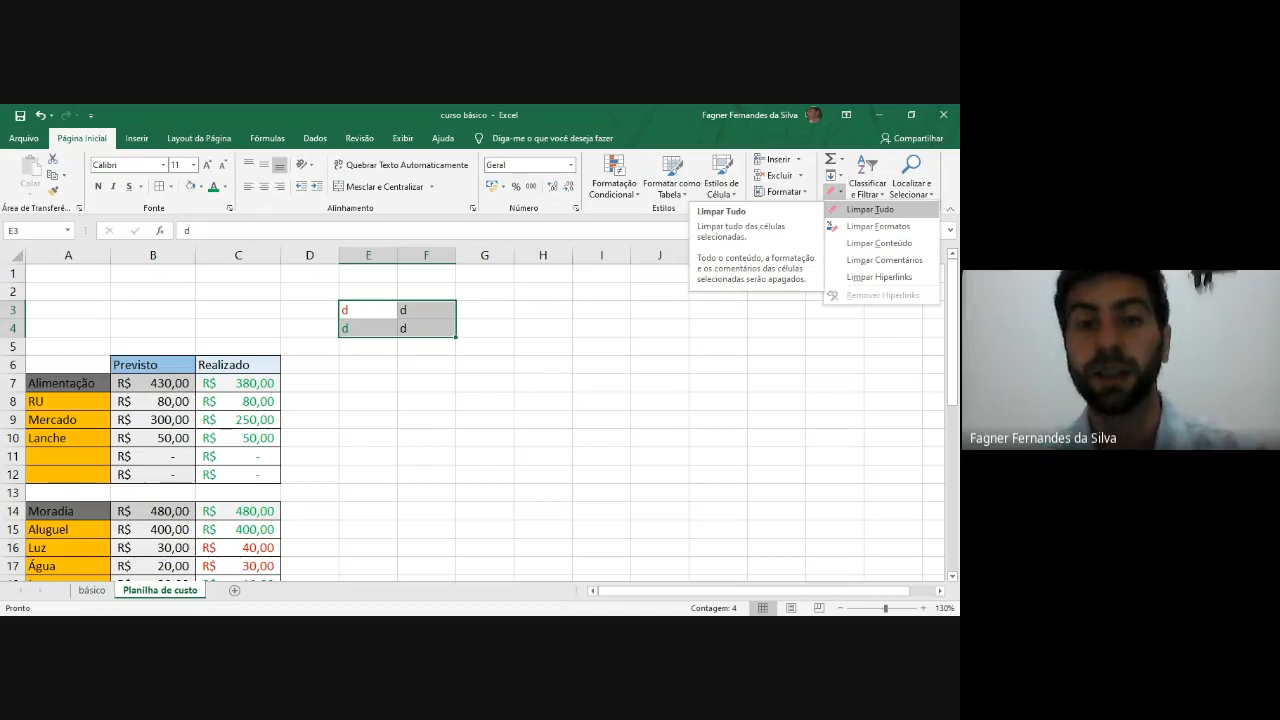 curso básico - Excel
Fagner Fernandes da Silva
Arquivo Página Inicial Inserir Layout da Página Fórmulas Dados Revisão Exibir Ajuda Diga-me o que você deseja fazer Compartilhar
Colar
Calibri 11
N I S
Quebrar Texto Automaticamente
Mesclar e Centralizar
Geral
% 000
Formatação Condicional
Formatar como Tabela
Estilos de Célula
Inserir
Excluir
Formatar
Classificar e Filtrar
Localizar e Selecionar
Área de Transfe... Fonte Alinhamento Número Estilos
Limpar Tudo
Limpar tudo das células
selecionadas.
Todo o conteúdo, a formatação
e os comentários das células
selecionadas serão apagados.
Limpar Tudo
Limpar Formatos
Limpar Conteúdo
Limpar Comentários
Limpar Hiperlinks
Remover Hiperlinks
E3 d
A B C D E F G H I J
1
2
3 d d
4 d d
5
6 Previsto Realizado
7 Alimentação R$ 430,00 R$ 380,00
8 RU R$ 80,00 R$ 80,00
9 Mercado R$ 300,00 R$ 250,00
10 Lanche R$ 50,00 R$ 50,00
11 R$ - R$ -
12 R$ - R$ -
13
14 Moradia R$ 480,00 R$ 480,00
15 Aluguel R$ 400,00 R$ 400,00
16 Luz R$ 30,00 R$ 40,00
17 Água R$ 20,00 R$ 30,00
básico Planilha de custo
Pronto Contagem: 4 130%
Fagner Fernandes da Silva